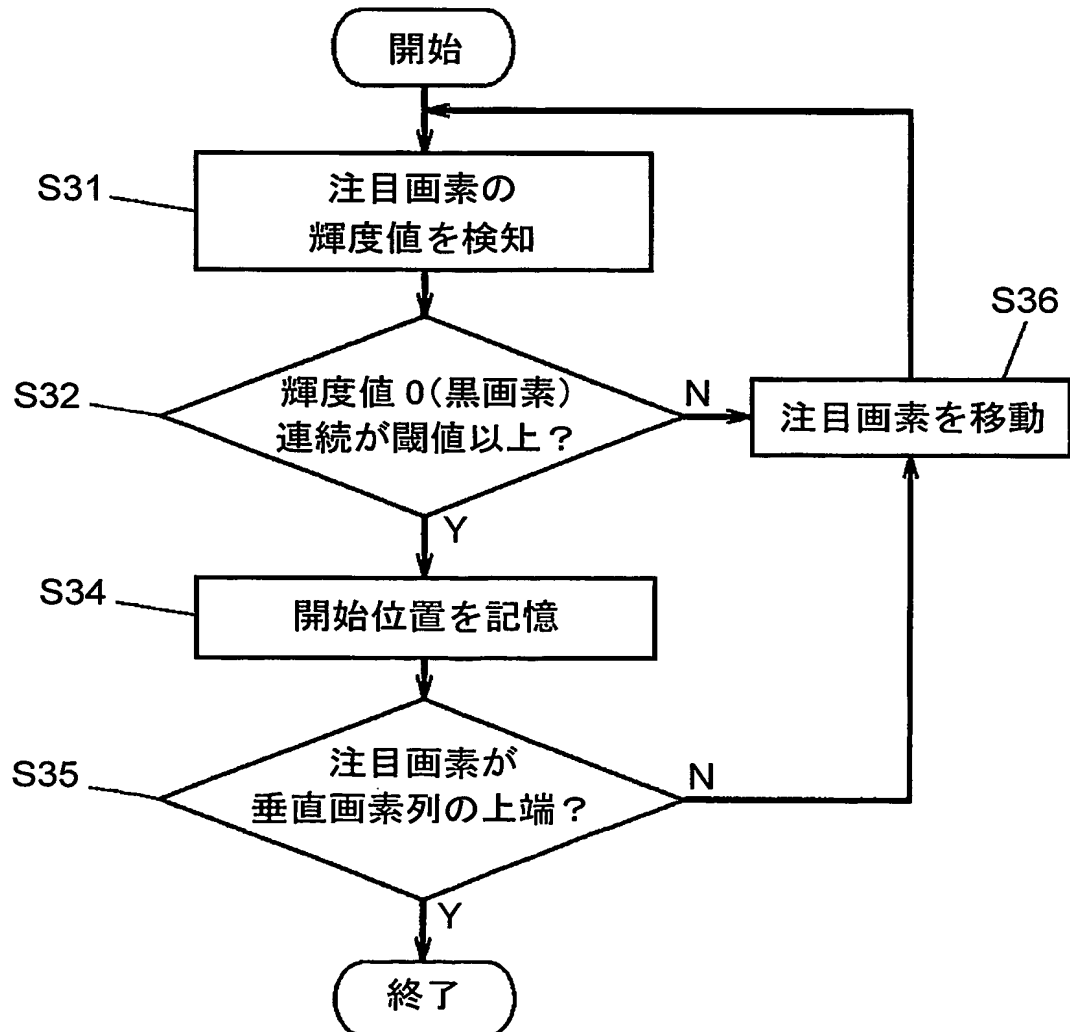 開始
S31
注目画素の
輝度値を検知
S36
S32
輝度値 0(黒画素)
連続が閾値以上？
N
注目画素を移動
Y
S34
開始位置を記憶
S35
注目画素が
垂直画素列の上端？
N
Y
終了